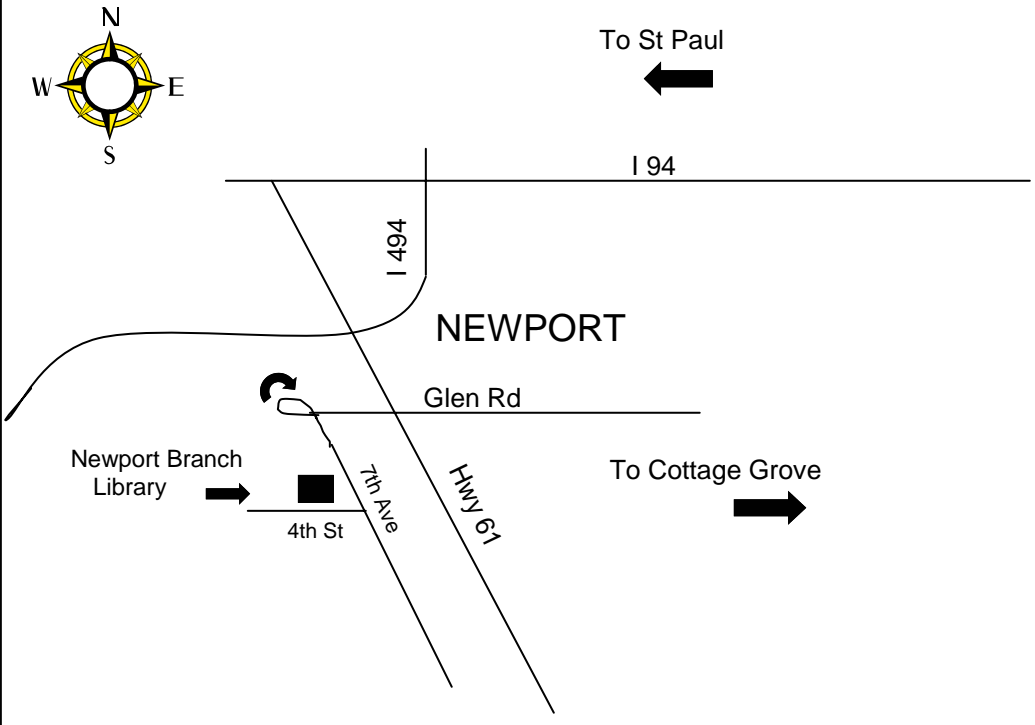 N
W E
S
To St Paul
I 94
I 494
NEWPORT
Glen Rd
Newport Branch
Library
7th Ave
Hwy 61
To Cottage Grove
4th St